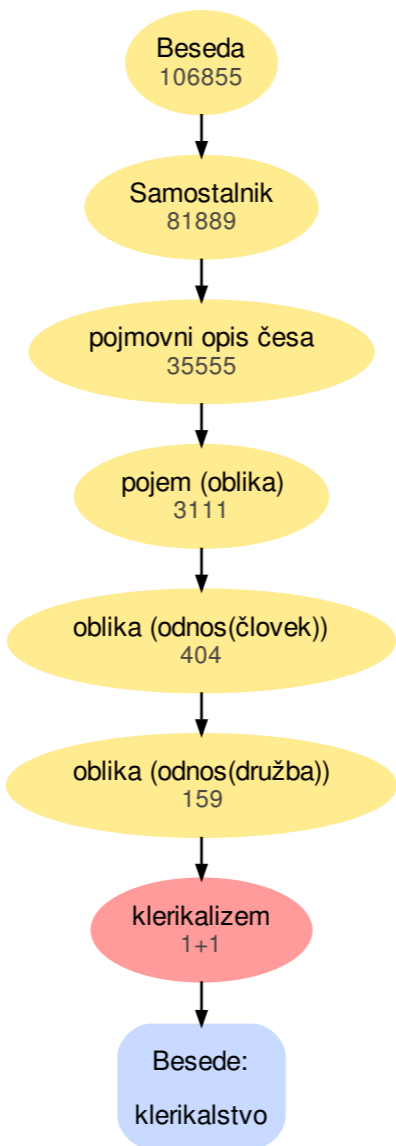 Beseda
106855
Samostalnik
81889
pojmovni opis česa
35555
pojem (oblika)
3111
oblika (odnos(človek))
404
oblika (odnos(družba))
159
klerikalizem
1+1
Besede:
klerikalstvo